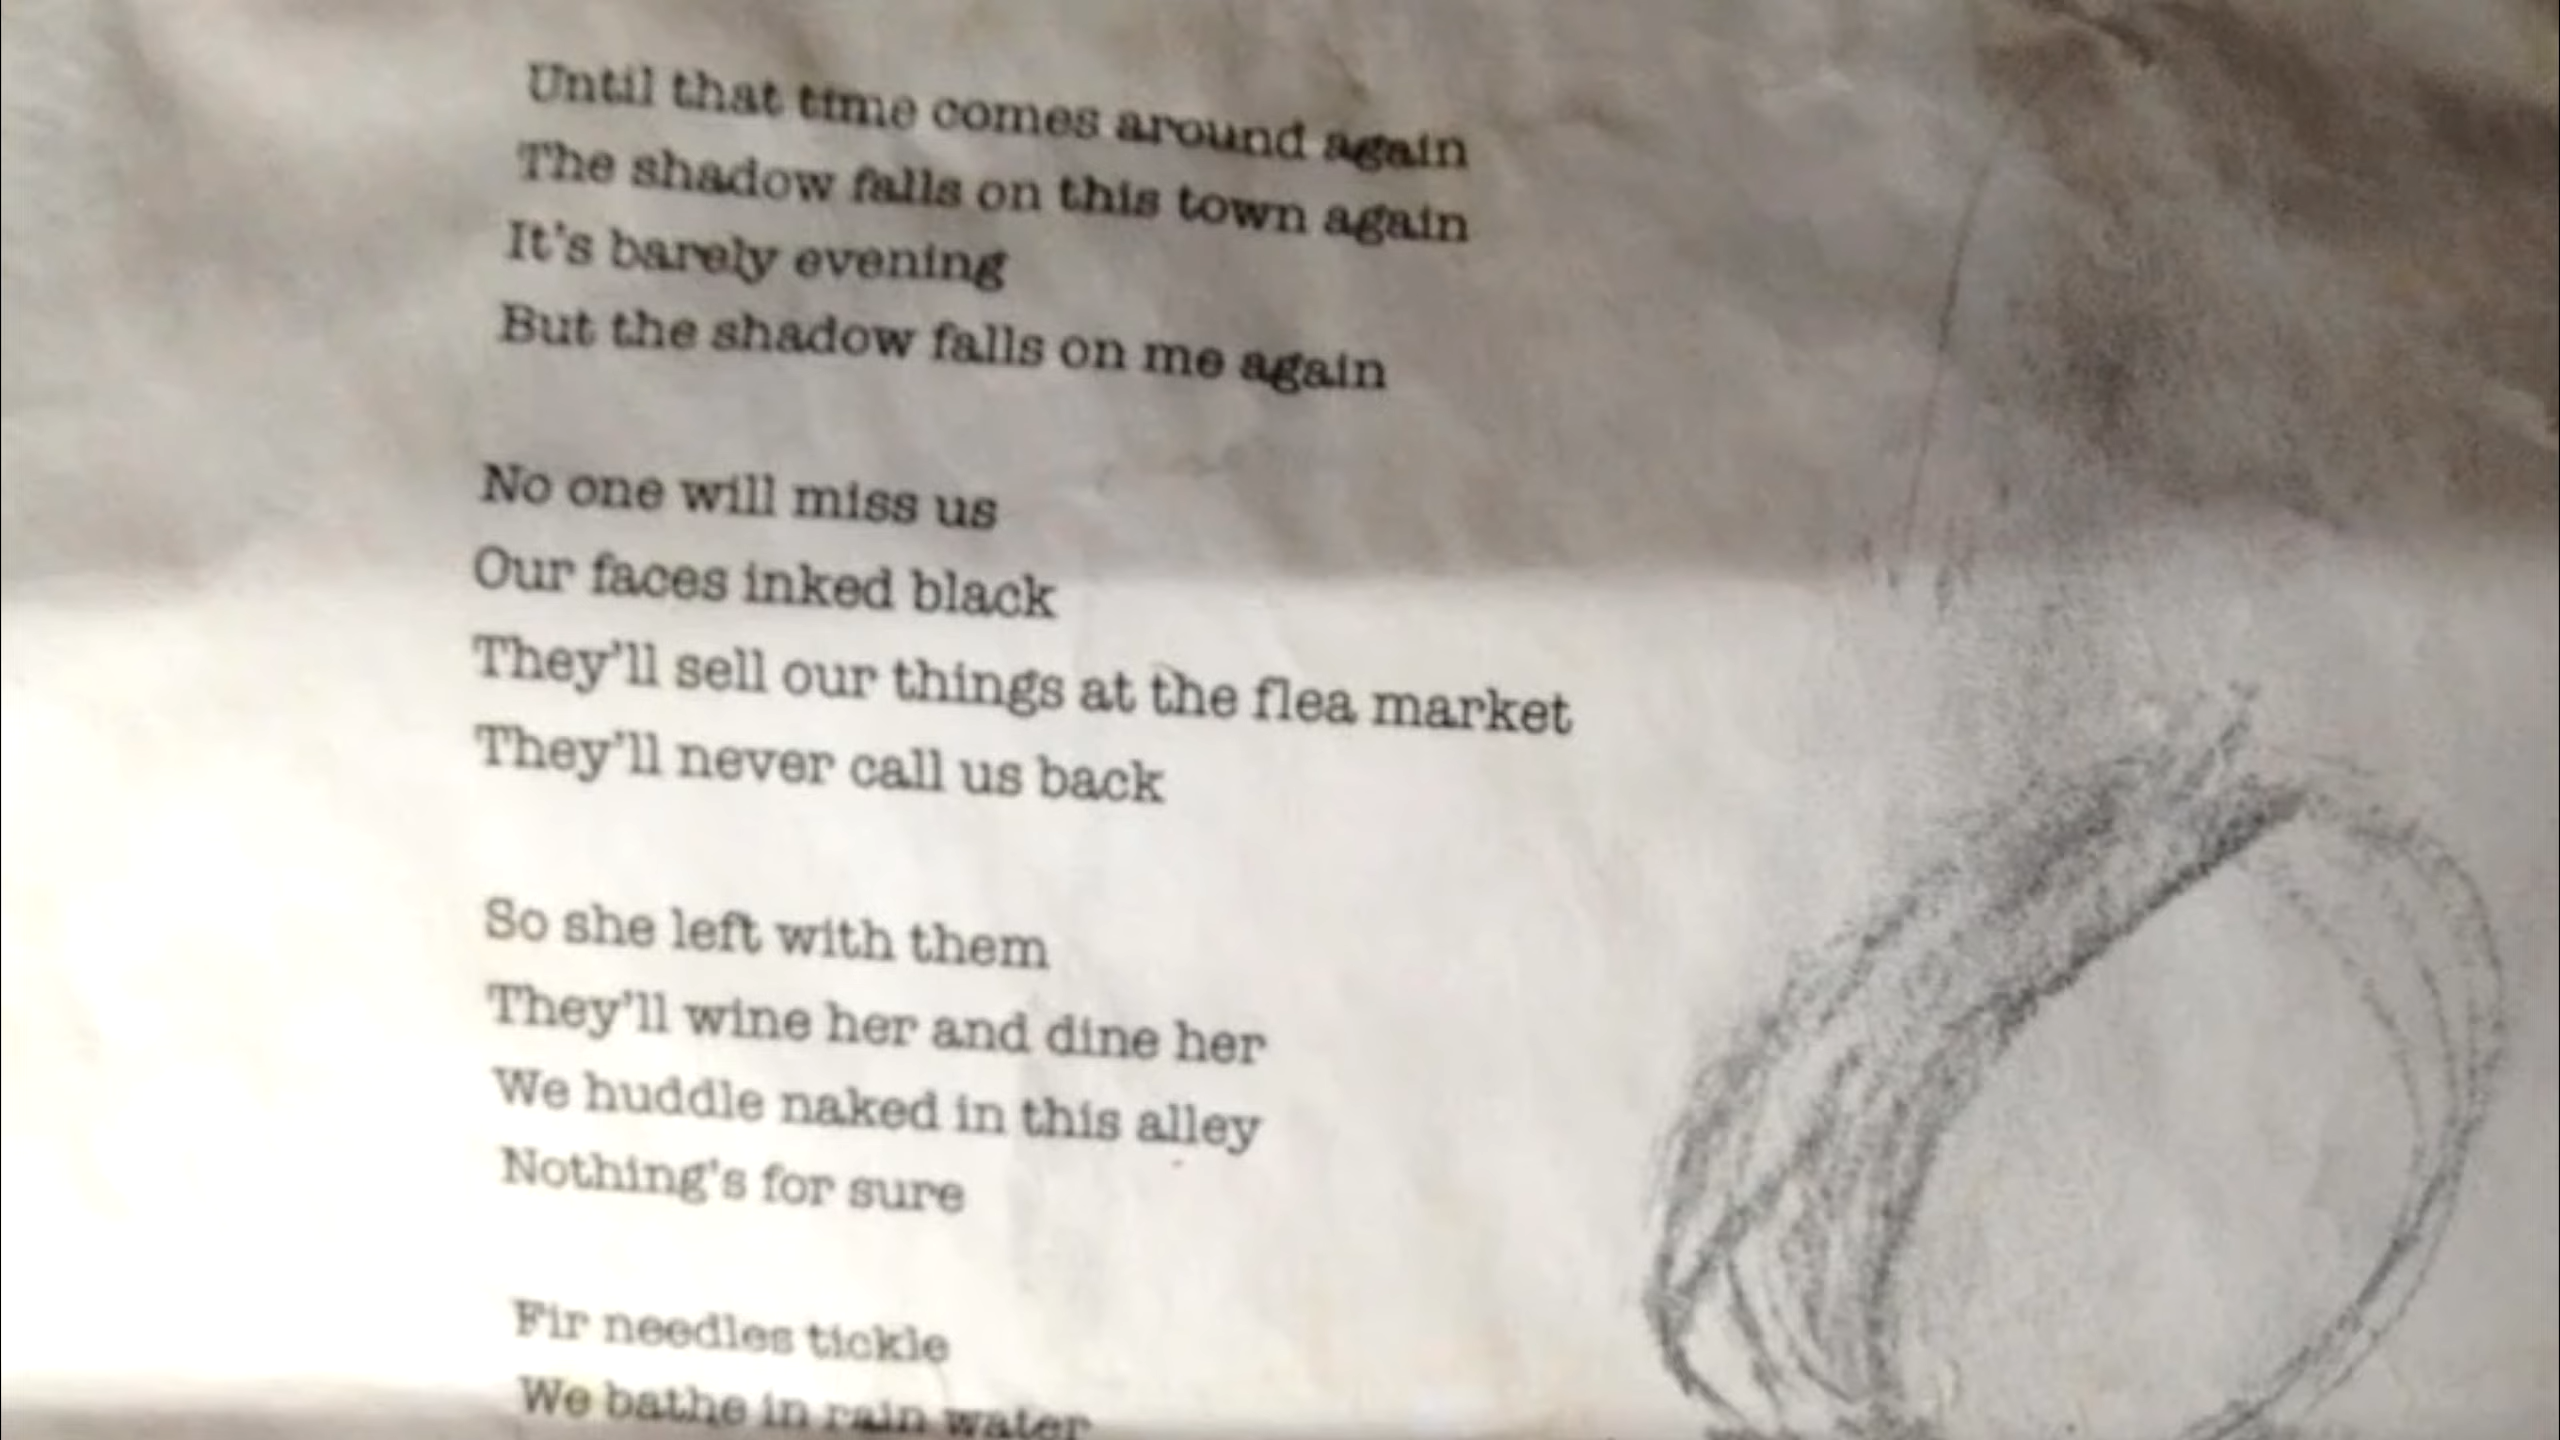 Until that time comes around again
The shadow falls on this town again
It's barely evening
But the shadow falls on me again
No one will miss us
Our faces inked black
They'll sell our things at the flea market
They'll never call us back
So she left with them
They'll wine her and dine her
We huddle naked in this alley
Nothing's for sure
Fir needles tickle
We bathe in rain water